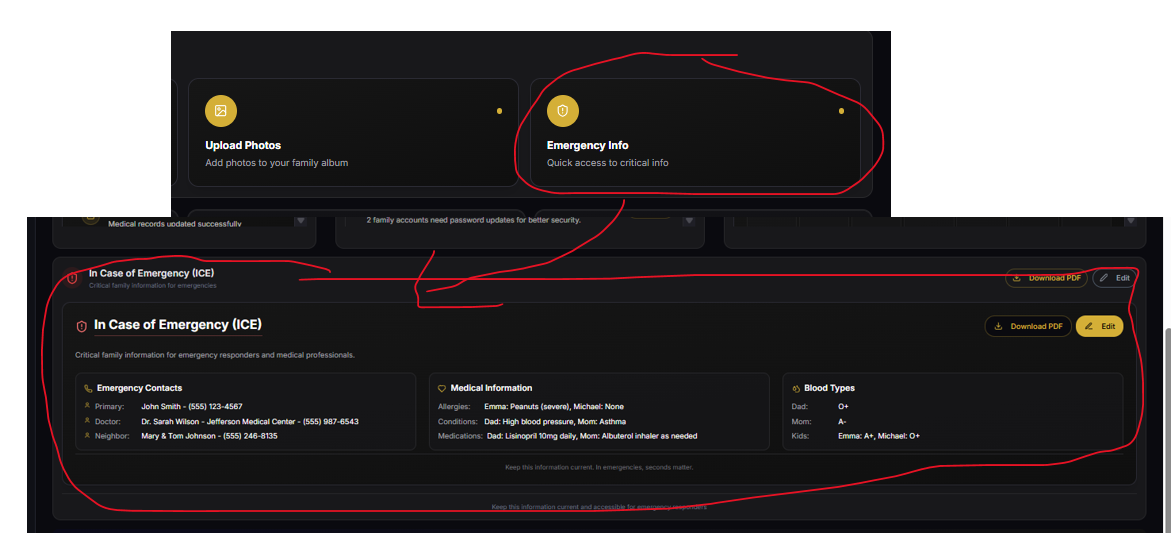 Upload Photos
Add photos to your family album
Emergency Info
Quick access to critical info
Medical records updated successfully
2 family accounts need password updates for better security.
In Case of Emergency (ICE)
Critical family information for emergencies
Download PDF
Edit
In Case of Emergency (ICE)
Download PDF
Edit
Critical family information for emergency responders and medical professionals.
Emergency Contacts
Primary: John Smith - (555) 123-4567
Doctor: Dr. Sarah Wilson - Jefferson Medical Center - (555) 987-6543
Neighbor: Mary & Tom Johnson - (555) 246-8135
Medical Information
Allergies: Emma: Peanuts (severe), Michael: None
Conditions: Dad: High blood pressure, Mom: Asthma
Medications: Dad: Lisinopril 10mg daily, Mom: Albuterol inhaler as needed
Blood Types
Dad: O+
Mom: A-
Kids: Emma: A+, Michael: O+
Keep this information current. In emergencies, seconds matter.
Keep this information current and accessible for emergency responders